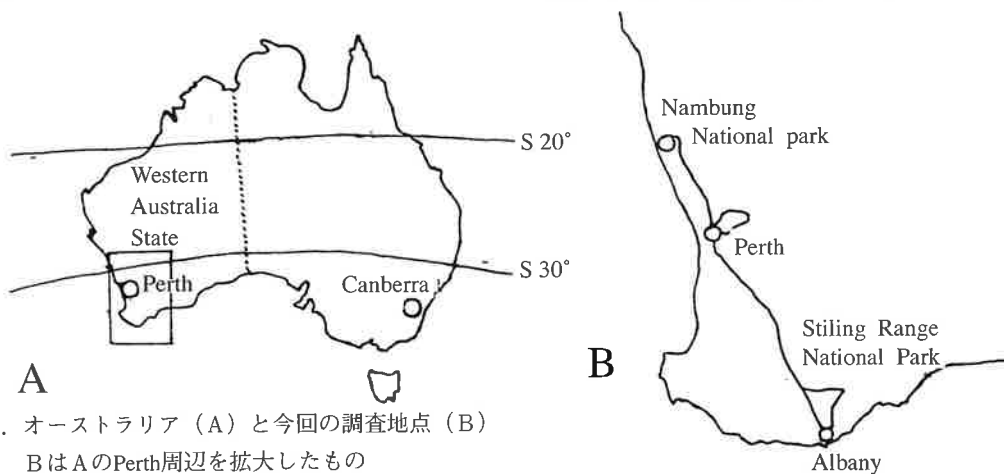 S 20°
Western
Australia
State
S 30°
Perth
Canberra
A
Nambung
National park
Perth
Stiling Range
National Park
B
Albany
. オーストラリア（A）と今回の調査地点（B）
BはAのPerth周辺を拡大したもの